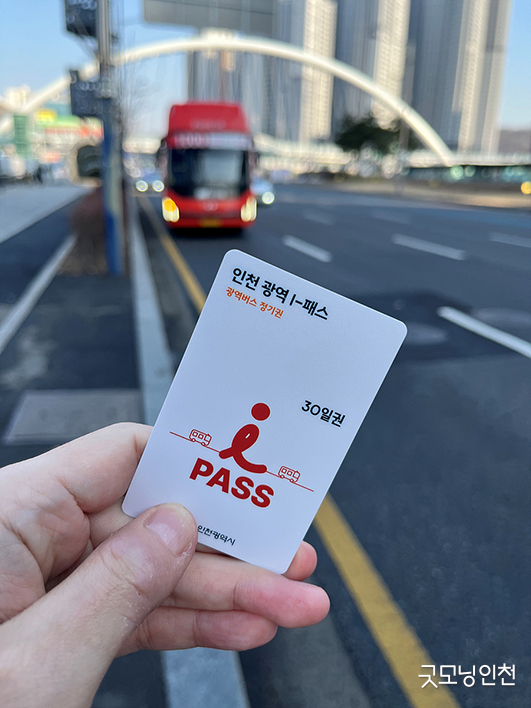 인천 광역 I-패스
광역버스 정기권
30일권
i
PASS
인천광역시
굿모닝인천